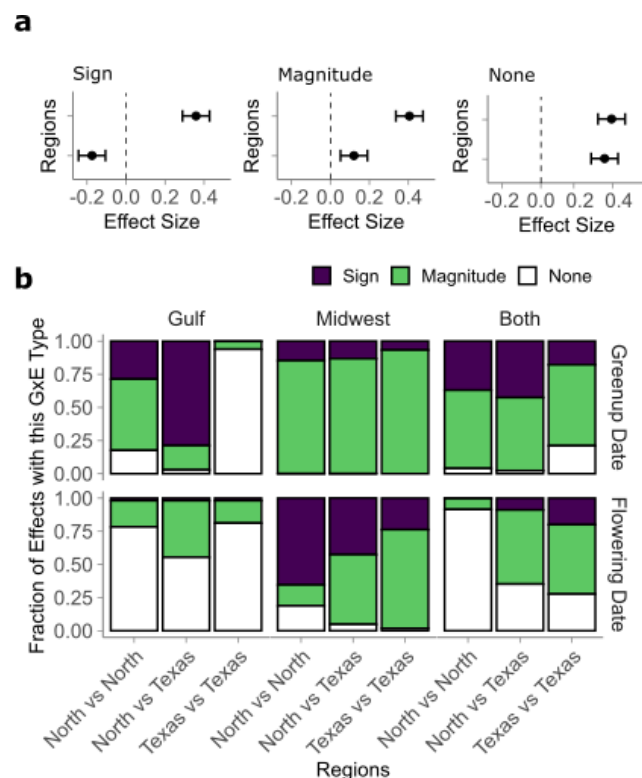 a
Sign
Magnitude
None
Regions
Regions
Regions
-0.2 0.0 0.2 0.4
-0.2 0.0 0.2 0.4
-0.2 0.0 0.2 0.4
Effect Size
Effect Size
Effect Size
b
Sign Magnitude None
Gulf Midwest Both
Fraction of Effects with this GxE Type
1.00
0.75
0.50
0.25
0.00
Greenup Date
1.00
0.75
0.50
0.25
0.00
Flowering Date
North vs North
North vs Texas
Texas vs Texas
North vs North
North vs Texas
Texas vs Texas
North vs North
North vs Texas
Texas vs Texas
Regions